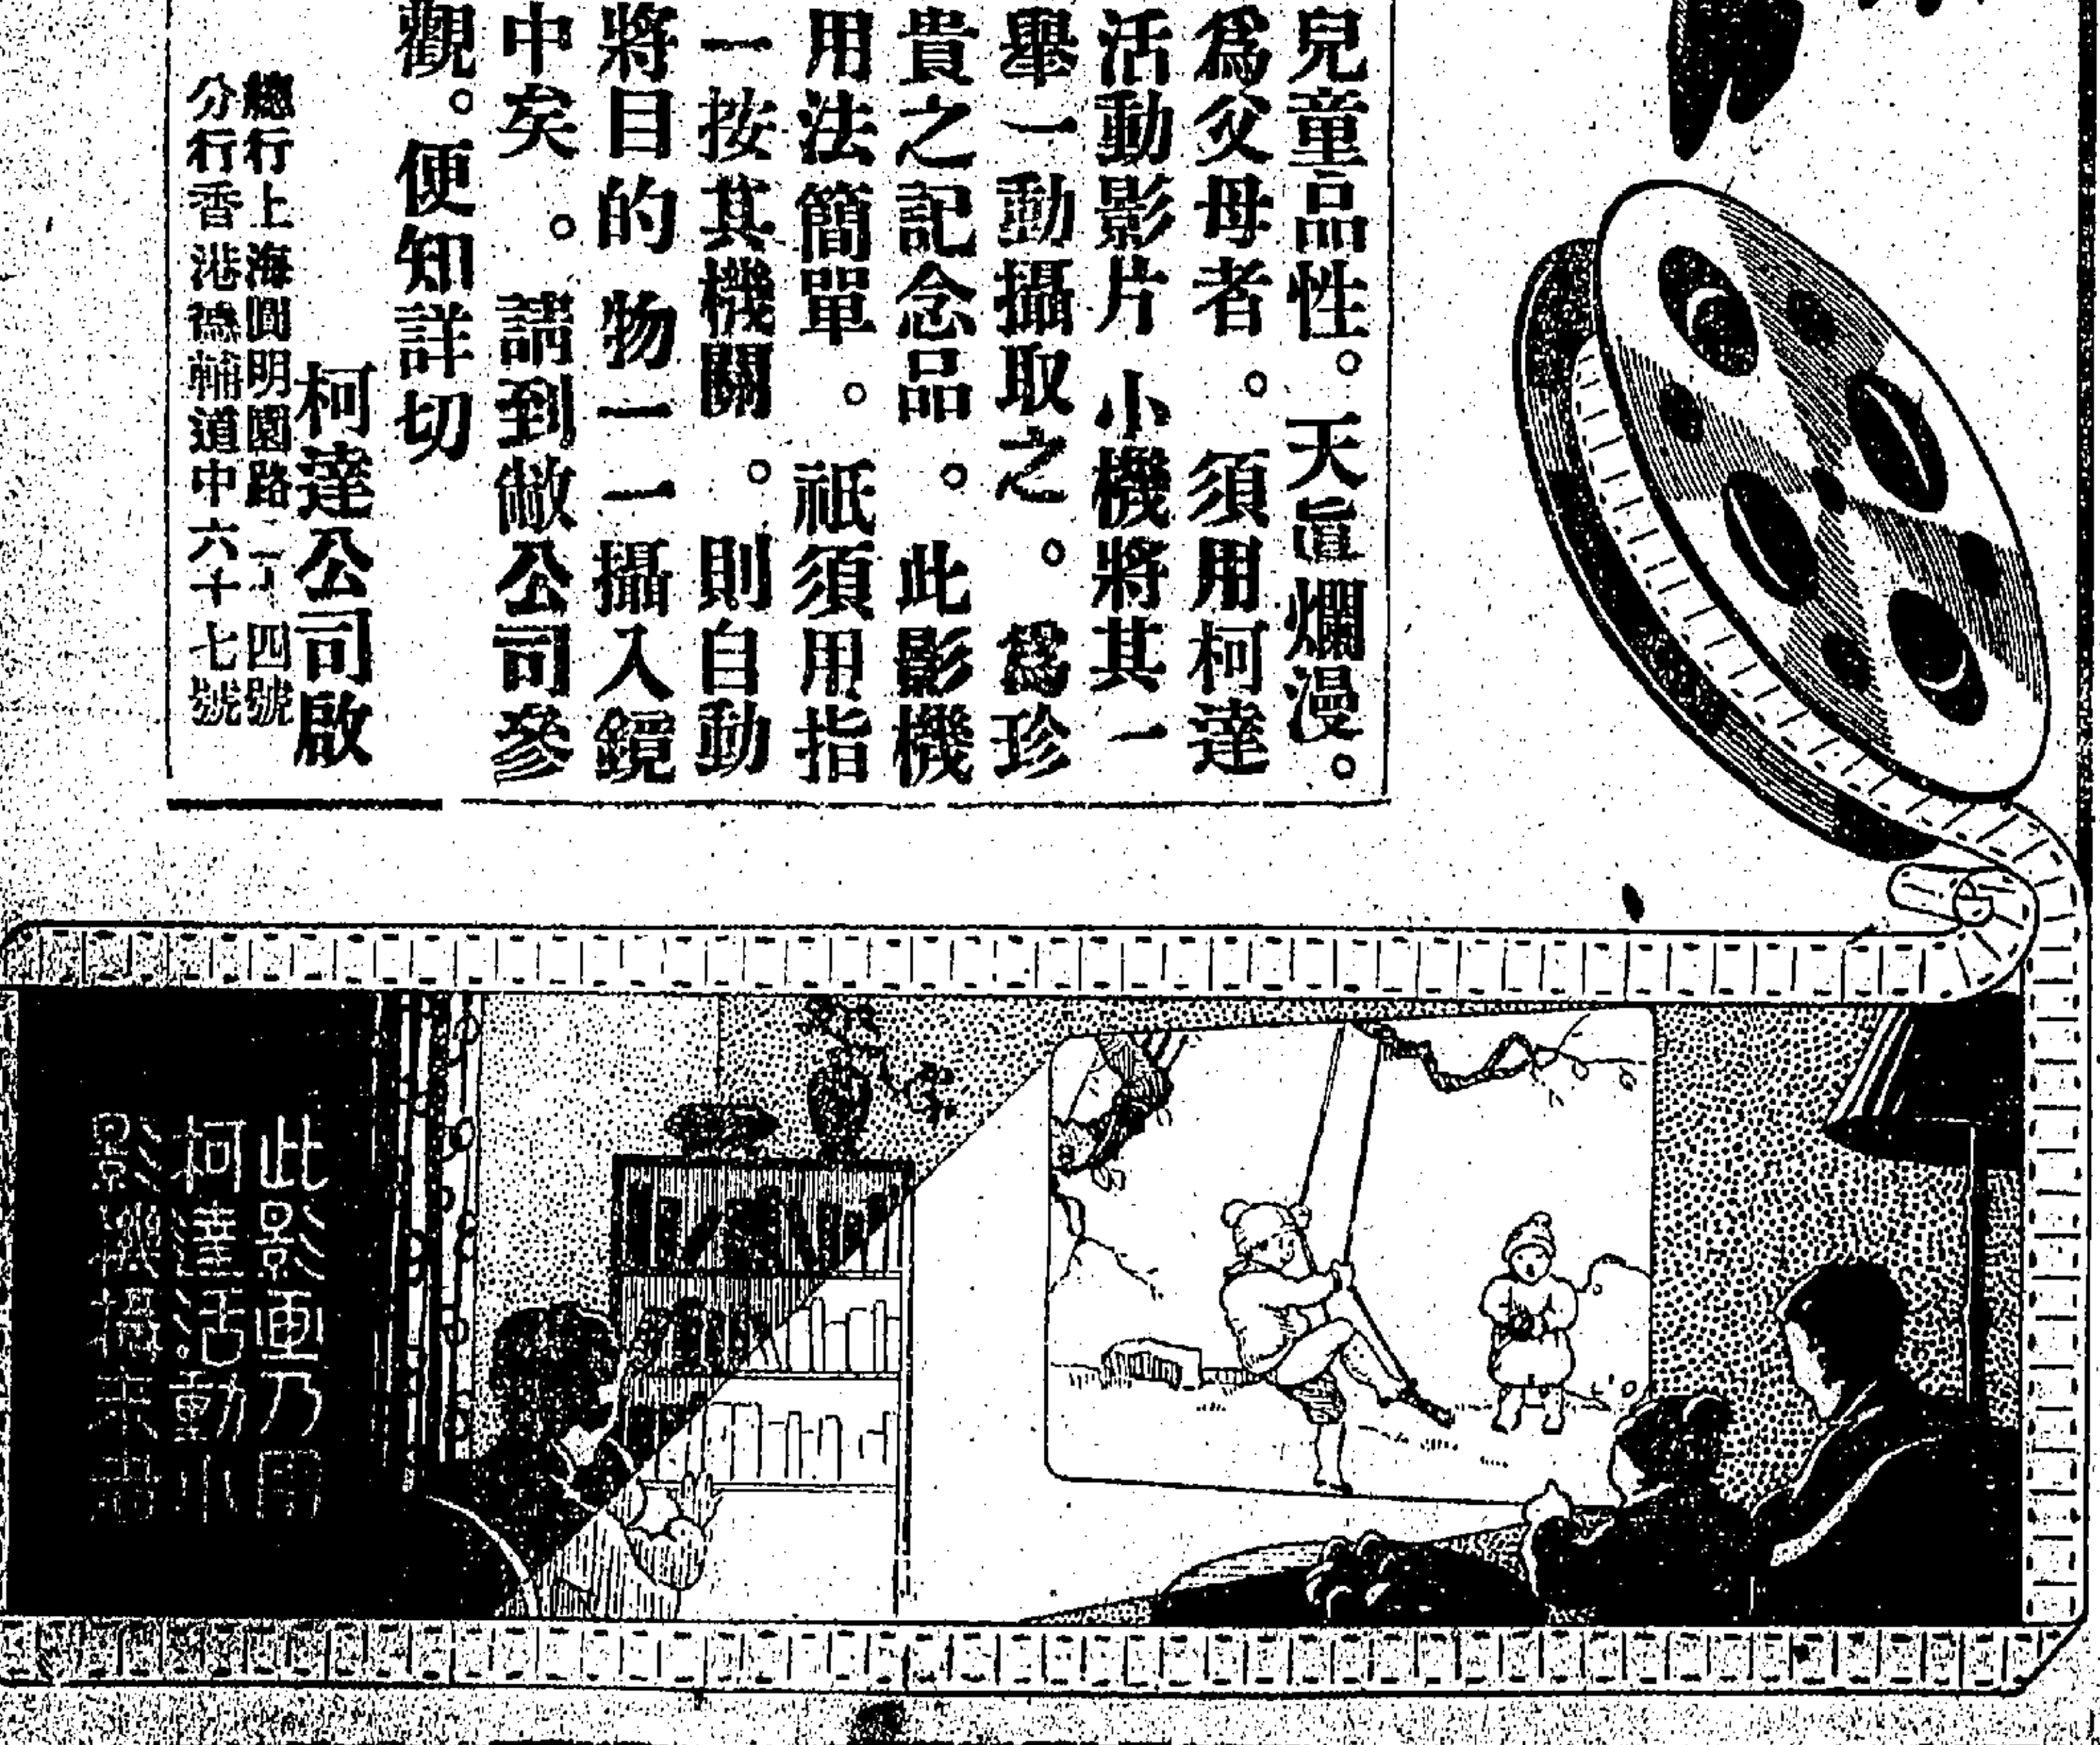 兒童品性。天眞爛漫。
爲父母者。須用柯達
活動影片小機將其一
舉一動攝取之。爲珍
貴之記念品。此影機
用法簡單。祇須用指
一按其機關。則自動
將目的物一一攝入鏡
中矣。請到敝公司參
觀。便知詳切
柯達公司啟
總行上海圓明園路二十四號
分行香港德輔道中六十七號
此影画乃用
柯達活動小
影機攝來者